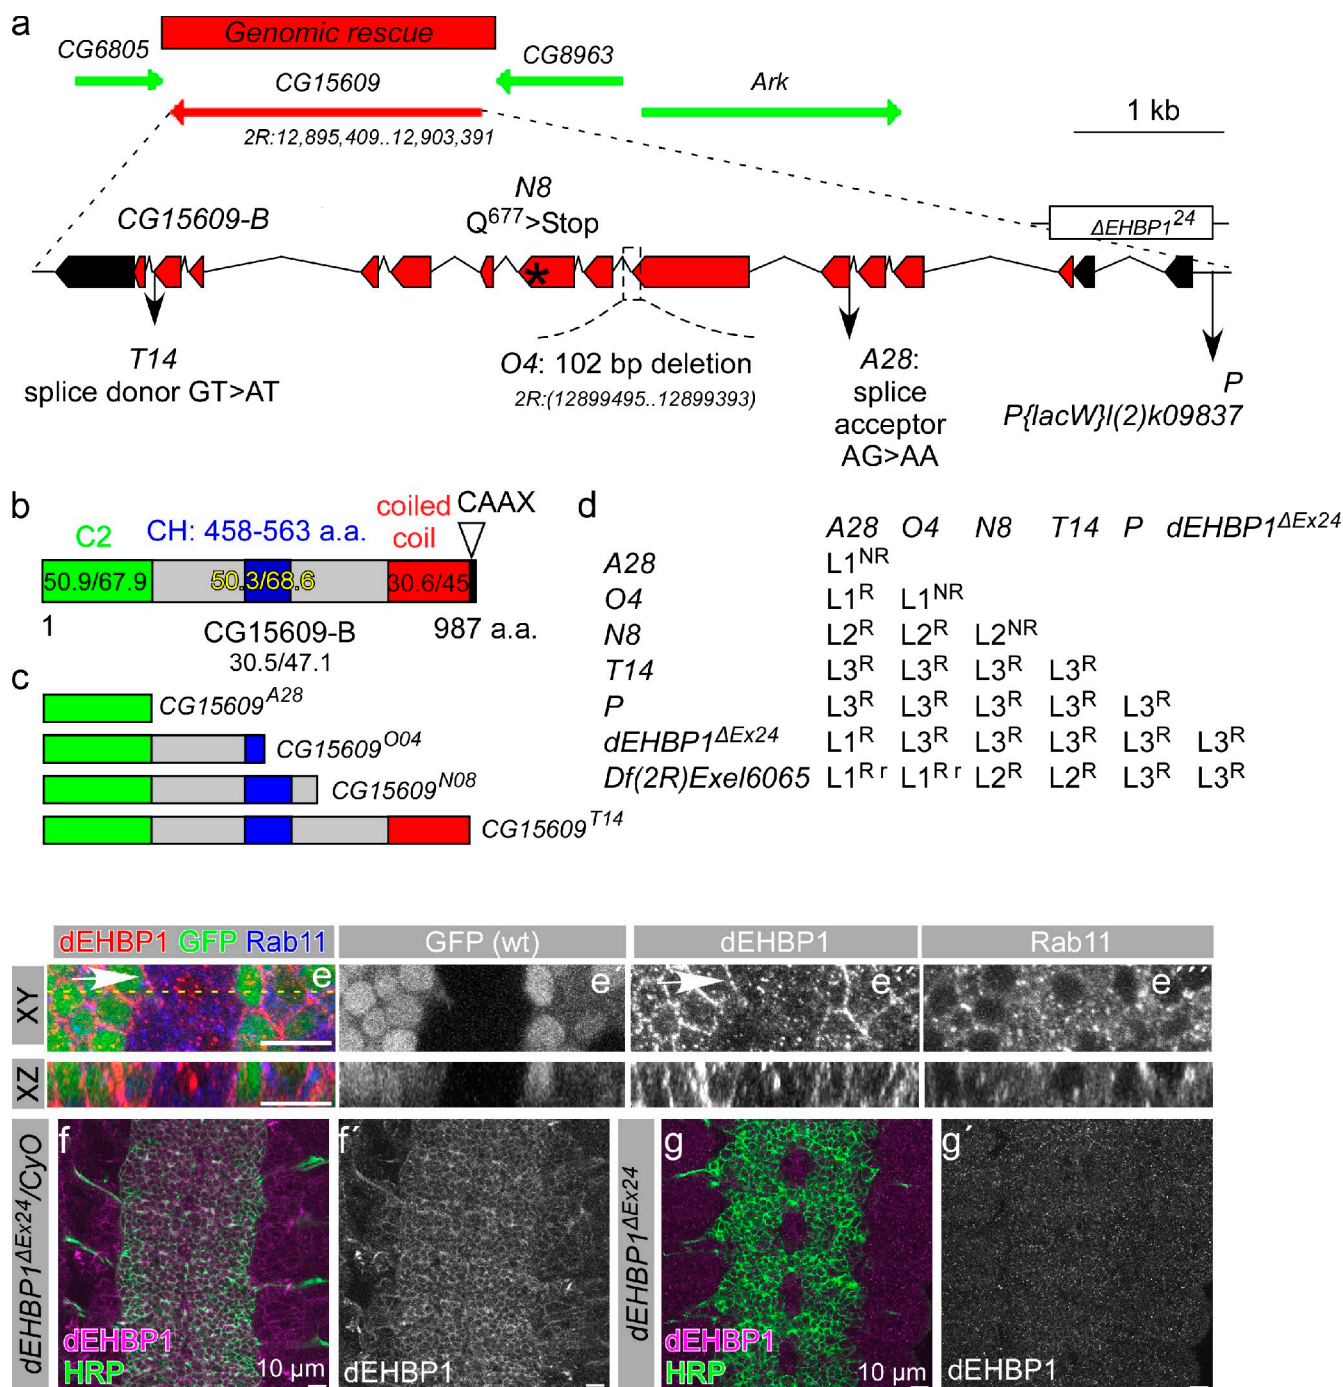 a
Genomic rescue
CG6805
CG8963
CG15609
Ark
1 kb
2R:12,895,409..12,903,391
N8
CG15609-B
Q677>Stop
ΔEHBP124
*
T14
splice donor GT>AT
O4: 102 bp deletion
2R:(12899495..12899393)
A28:
splice
acceptor
AG>AA
P
P{lacW}l(2)k09837
b
C2
CH: 458-563 a.a.
coiled
coil
CAAX
50.9/67.9
50.3/68.6
30.6/45
1
CG15609-B
987 a.a.
30.5/47.1
c
CG15609A28
CG15609O04
CG15609N08
CG15609T14
d
A28 O4 N8 T14 P dEHBP1ΔEx24
A28 L1NR
O4 L1R L1NR
N8 L2R L2R L2NR
T14 L3R L3R L3R L3R
P L3R L3R L3R L3R L3R
dEHBP1ΔEx24 L1R L3R L3R L3R L3R L3R
Df(2R)Exel6065 L1R r L1R r L2R L2R L3R L3R
dEHBP1 GFP Rab11
GFP (wt)
dEHBP1
Rab11
XY
e
e´
e´´
e´´´
XZ
dEHBP1ΔEx24/CyO
f
dEHBP1
HRP
10 µm
f´
dEHBP1
dEHBP1ΔEx24
g
dEHBP1
HRP
10 µm
g´
dEHBP1